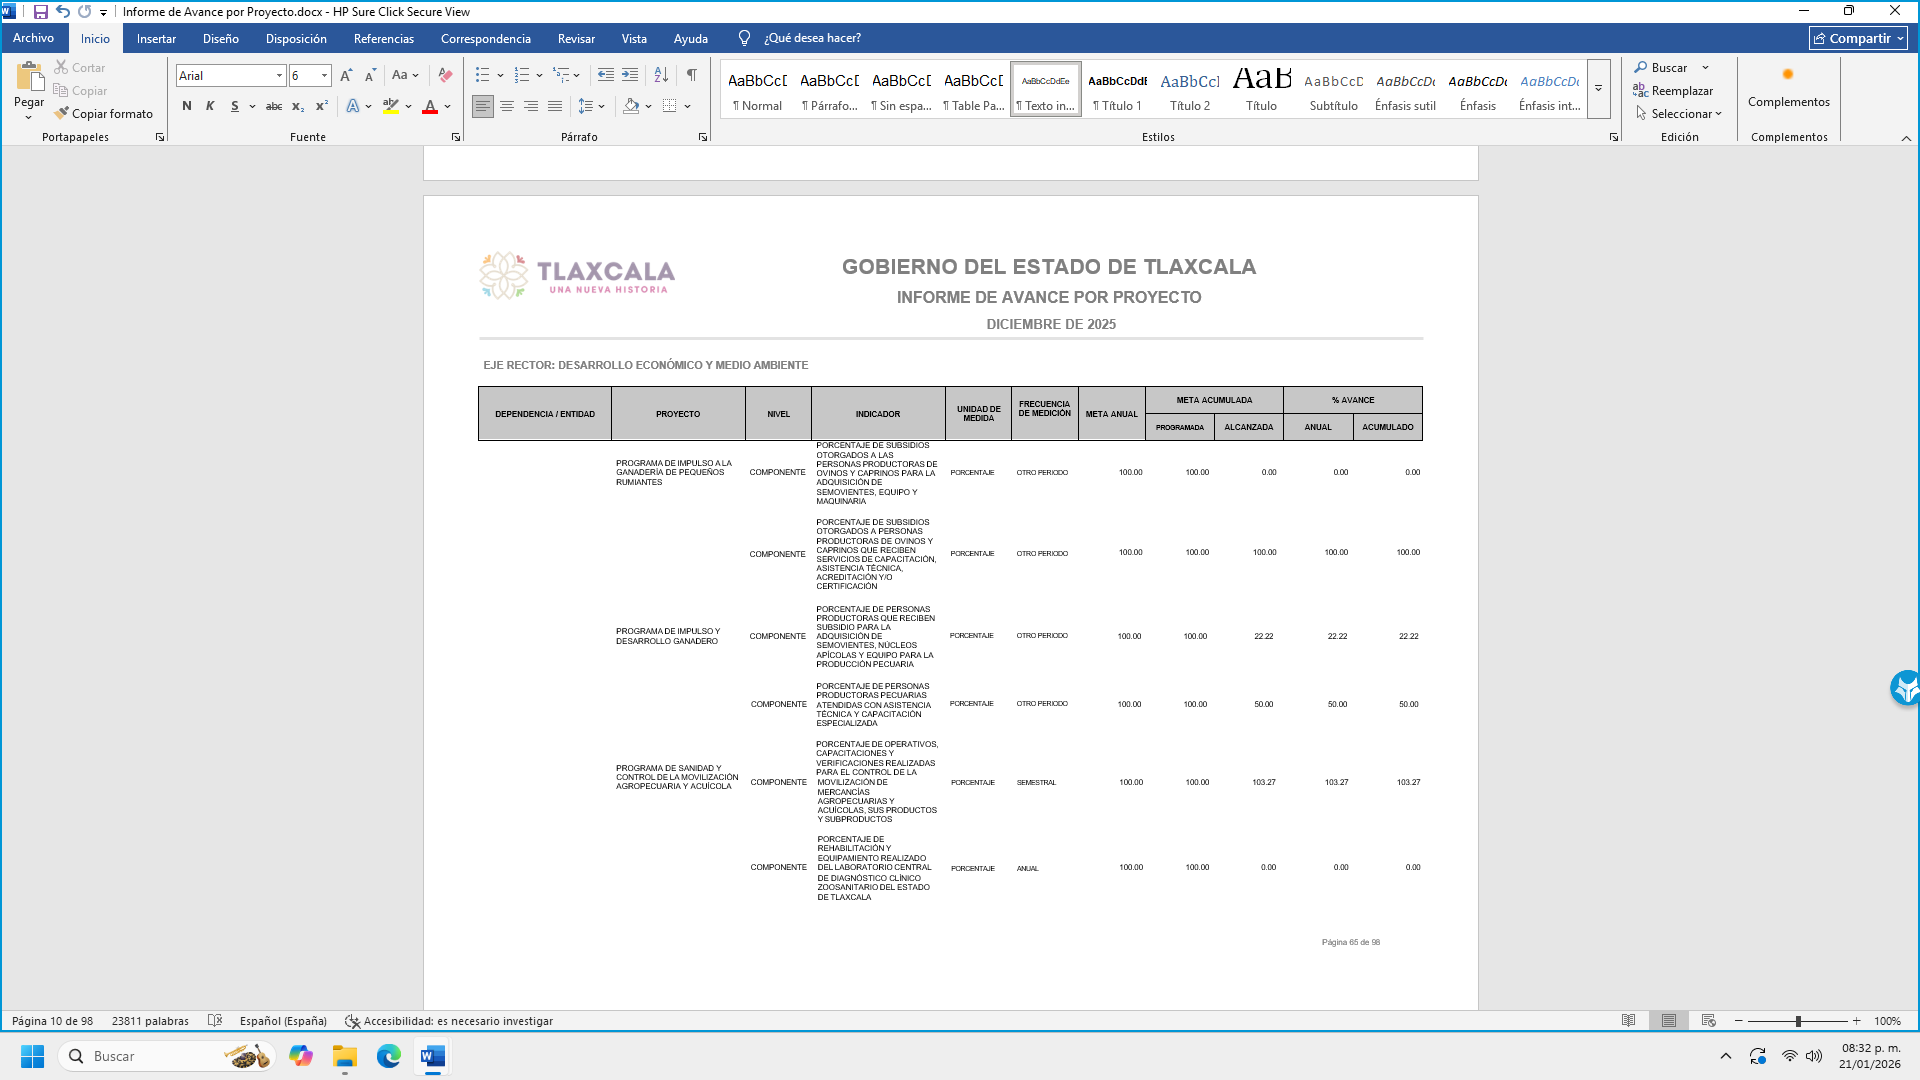 Informe de Avance por Proyecto.docx - HP Sure Click Secure View
Archivo
Inicio
Insertar
Diseño
Disposición
Referencias
Correspondencia
Revisar
Vista
Ayuda
¿Qué desea hacer?
Compartir
Pegar
Cortar
Copiar
Copiar formato
Portapapeles
Arial
6
Aa
N K S abc x₂ x²
Fuente
Párrafo
AaBbCcD
¶ Normal
AaBbCcD
¶ Párrafo...
AaBbCcD
¶ Sin espa...
AaBbCcD
¶ Table Pa...
AaBbCcDdEe
¶ Texto in...
AaBbCcDdE
¶ Título 1
AaBbCcI
Título 2
AaB
Título
AaBbCcD
Subtítulo
AaBbCcDc
Énfasis sutil
AaBbCcDc
Énfasis
AaBbCcDc
Énfasis int...
Estilos
Buscar
Reemplazar
Seleccionar
Edición
Complementos
Complementos
TLAXCALA
UNA NUEVA HISTORIA
GOBIERNO DEL ESTADO DE TLAXCALA
INFORME DE AVANCE POR PROYECTO
DICIEMBRE DE 2025
EJE RECTOR: DESARROLLO ECONÓMICO Y MEDIO AMBIENTE
DEPENDENCIA / ENTIDAD
PROYECTO
NIVEL
INDICADOR
UNIDAD DE
MEDIDA
FRECUENCIA
DE MEDICIÓN
META ANUAL
META ACUMULADA
PROGRAMADA
ALCANZADA
% AVANCE
ANUAL
ACUMULADO
PROGRAMA DE IMPULSO A LA
GANADERÍA DE PEQUEÑOS
RUMIANTES
COMPONENTE
PORCENTAJE DE SUBSIDIOS
OTORGADOS A LAS
PERSONAS PRODUCTORAS DE
OVINOS Y CAPRINOS PARA LA
ADQUISICIÓN DE
SEMOVIENTES, EQUIPO Y
MAQUINARIA
PORCENTAJE
OTRO PERIODO
100.00
100.00
0.00
0.00
0.00
COMPONENTE
PORCENTAJE DE SUBSIDIOS
OTORGADOS A PERSONAS
PRODUCTORAS DE OVINOS Y
CAPRINOS QUE RECIBEN
SERVICIOS DE CAPACITACIÓN,
ASISTENCIA TÉCNICA,
ACREDITACIÓN Y/O
CERTIFICACIÓN
PORCENTAJE
OTRO PERIODO
100.00
100.00
100.00
100.00
100.00
PROGRAMA DE IMPULSO Y
DESARROLLO GANADERO
COMPONENTE
PORCENTAJE DE PERSONAS
PRODUCTORAS QUE RECIBEN
SUBSIDIO PARA LA
ADQUISICIÓN DE
SEMOVIENTES, NÚCLEOS
APÍCOLAS Y EQUIPO PARA LA
PRODUCCIÓN PECUARIA
PORCENTAJE
OTRO PERIODO
100.00
100.00
22.22
22.22
22.22
COMPONENTE
PORCENTAJE DE PERSONAS
PRODUCTORAS PECUARIAS
ATENDIDAS CON ASISTENCIA
TÉCNICA Y CAPACITACIÓN
ESPECIALIZADA
PORCENTAJE
OTRO PERIODO
100.00
100.00
50.00
50.00
50.00
PROGRAMA DE SANIDAD Y
CONTROL DE LA MOVILIZACIÓN
AGROPECUARIA Y ACUÍCOLA
COMPONENTE
PORCENTAJE DE OPERATIVOS,
CAPACITACIONES Y
VERIFICACIONES REALIZADAS
PARA EL CONTROL DE LA
MOVILIZACIÓN DE
MERCANCÍAS
AGROPECUARIAS Y
ACUÍCOLAS, SUS PRODUCTOS
Y SUBPRODUCTOS
PORCENTAJE
SEMESTRAL
100.00
100.00
103.27
103.27
103.27
COMPONENTE
PORCENTAJE DE
REHABILITACIÓN Y
EQUIPAMIENTO REALIZADO
DEL LABORATORIO CENTRAL
DE DIAGNÓSTICO CLÍNICO
ZOOSANITARIO DEL ESTADO
DE TLAXCALA
PORCENTAJE
ANUAL
100.00
100.00
0.00
0.00
0.00
Página 65 de 98
Página 10 de 98
23811 palabras
Español (España)
Accesibilidad: es necesario investigar
100%
Buscar
08:32 p. m.
21/01/2026